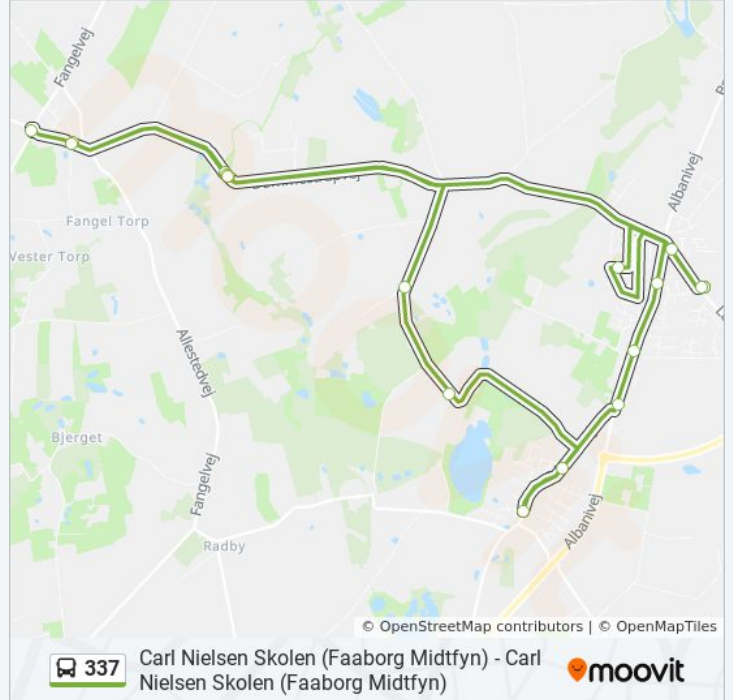 Fangelvej
Albanivej
Fangel Torp
Vester Torp
Allestedvej
Bjerget
Fangelvej
Albanivej
Radby
© OpenStreetMap contributors | © OpenMapTiles
337
Carl Nielsen Skolen (Faaborg Midtfyn) - Carl
Nielsen Skolen (Faaborg Midtfyn)
moovit